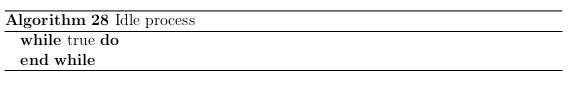 Algorithm 28 Idle process
while true do
end while